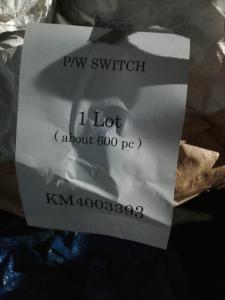 P/W SWITCH
1 Lot
( about 600 pc )
KM4003393